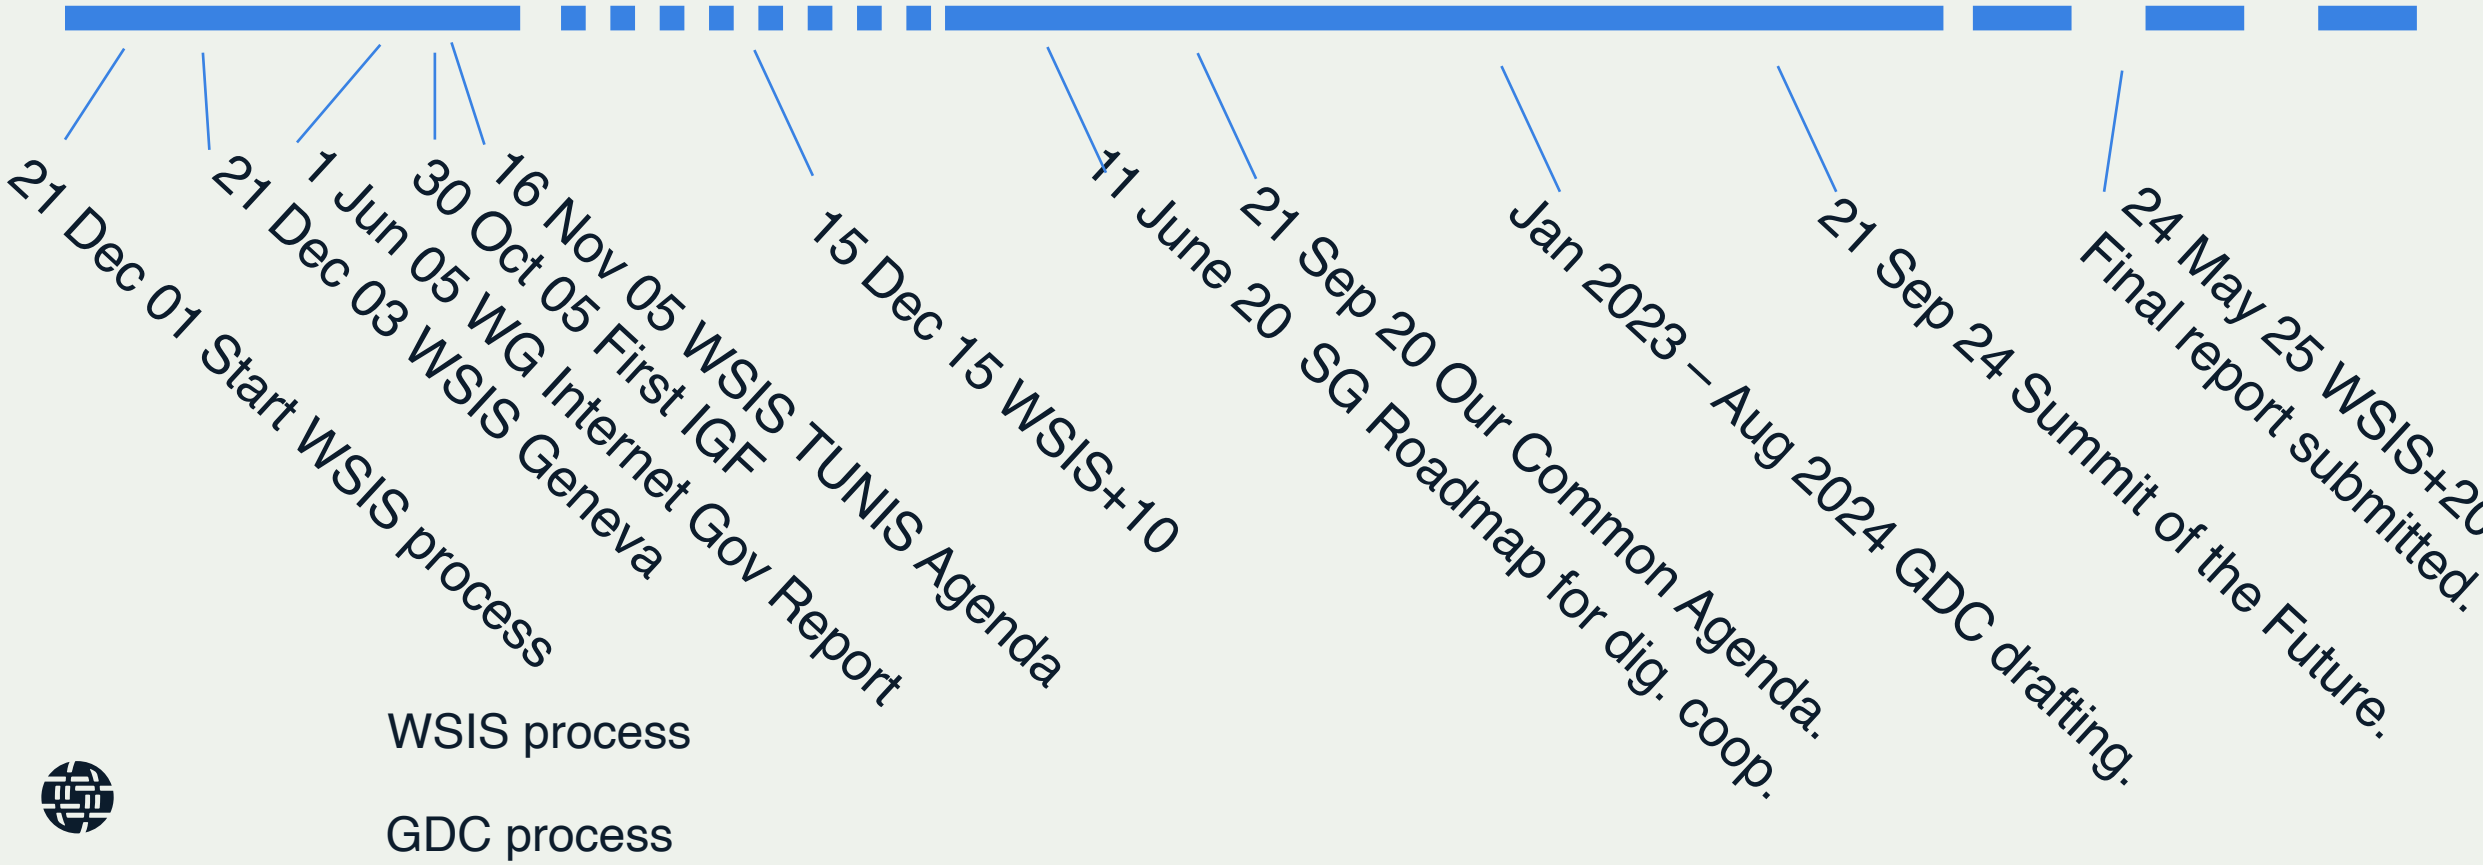 21 Dec 01 Start WSIS process
21 Dec 03 WSIS Geneva
1 Jun 05 WG Internet Gov Report
30 Oct 05 First IGF
16 Nov 05 WSIS TUNIS Agenda
15 Dec 15 WSIS+10
11 June 20 SG Roadmap for dig. coop.
21 Sep 20 Our Common Agenda.
Jan 2023 – Aug 2024 GDC drafting.
21 Sep 24 Summit of the Future.
24 May 25 WSIS+20
Final report submitted.
WSIS process
GDC process